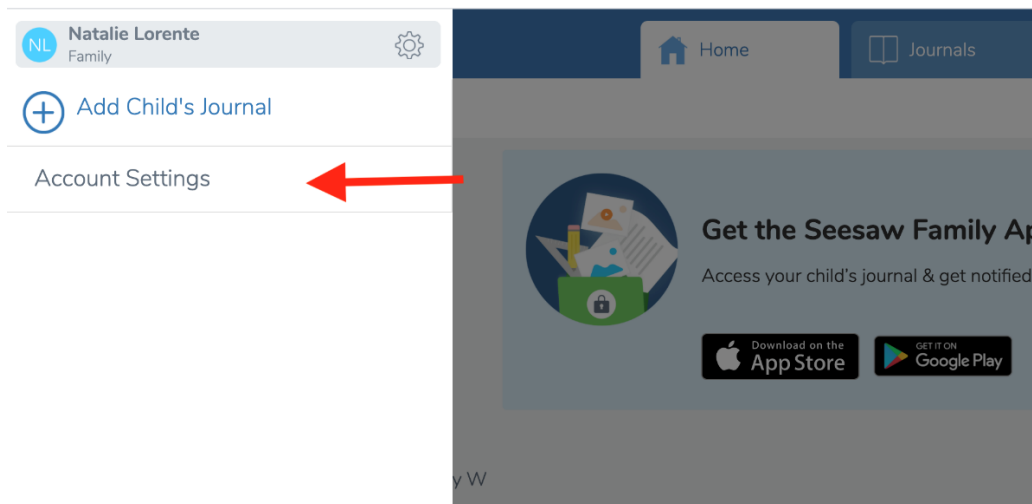 NL
Natalie Lorente
Family
Add Child's Journal
Account Settings
Home
Journals
Get the Seesaw Family
Access your child's journal & get notified
Download on the
App Store
GET IT ON
Google Play
W